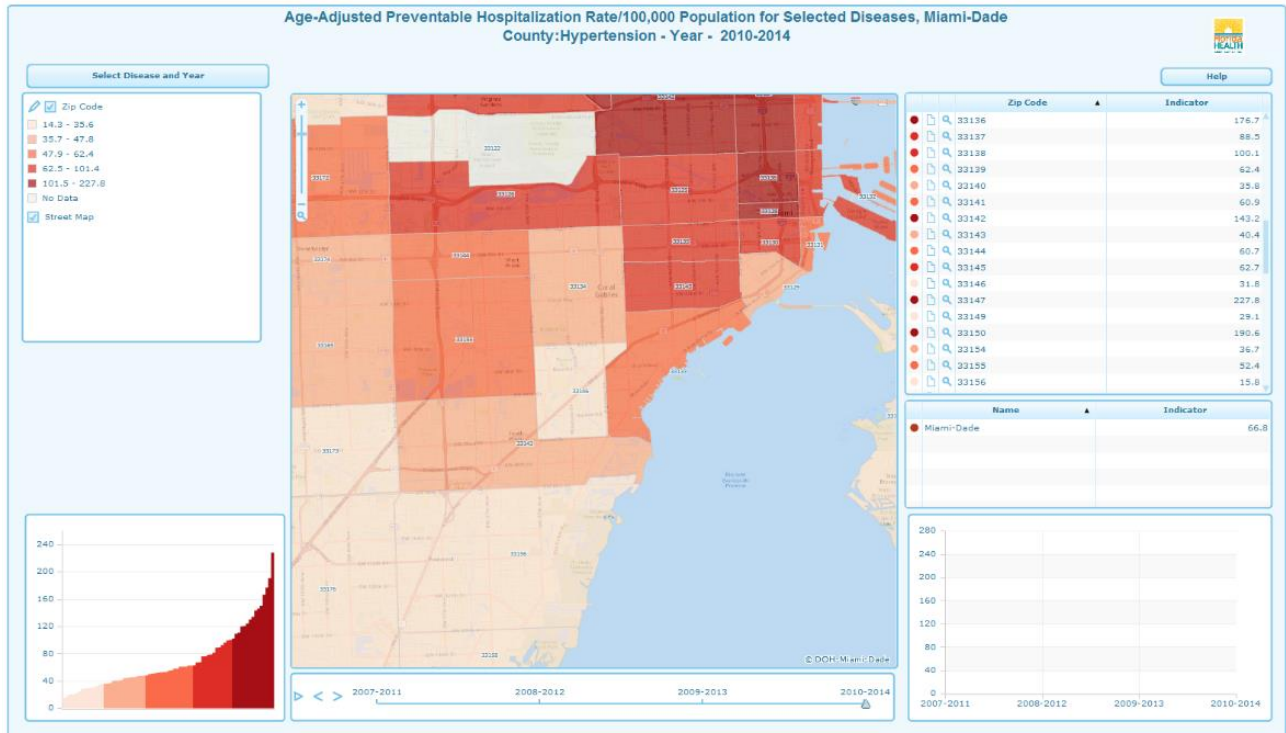 Age-Adjusted Preventable Hospitalization Rate/100,000 Population for Selected Diseases, Miami-Dade
County:Hypertension - Year - 2010-2014
HEALTH
Select Disease and Year
Help
Zip Code
14.3 - 35.6
35.7 - 47.8
47.9 - 62.4
62.5 - 101.4
101.5 - 227.8
No Data
Street Map
33122
33134
33129
33156
© DOH-Miami-Dade
Zip Code Indicator
33136 176.7
33137 88.5
33138 100.1
33139 62.4
33140 35.8
33141 60.9
33142 143.2
33143 40.4
33144 60.7
33145 62.7
33146 31.8
33147 227.8
33149 29.1
33150 190.6
33154 36.7
33155 52.4
33156 15.8
Name Indicator
Miami-Dade 66.8
240
200
160
120
80
40
0
2007-2011 2008-2012 2009-2013 2010-2014
280
240
200
160
120
80
40
0
2007-2011 2008-2012 2009-2013 2010-2014